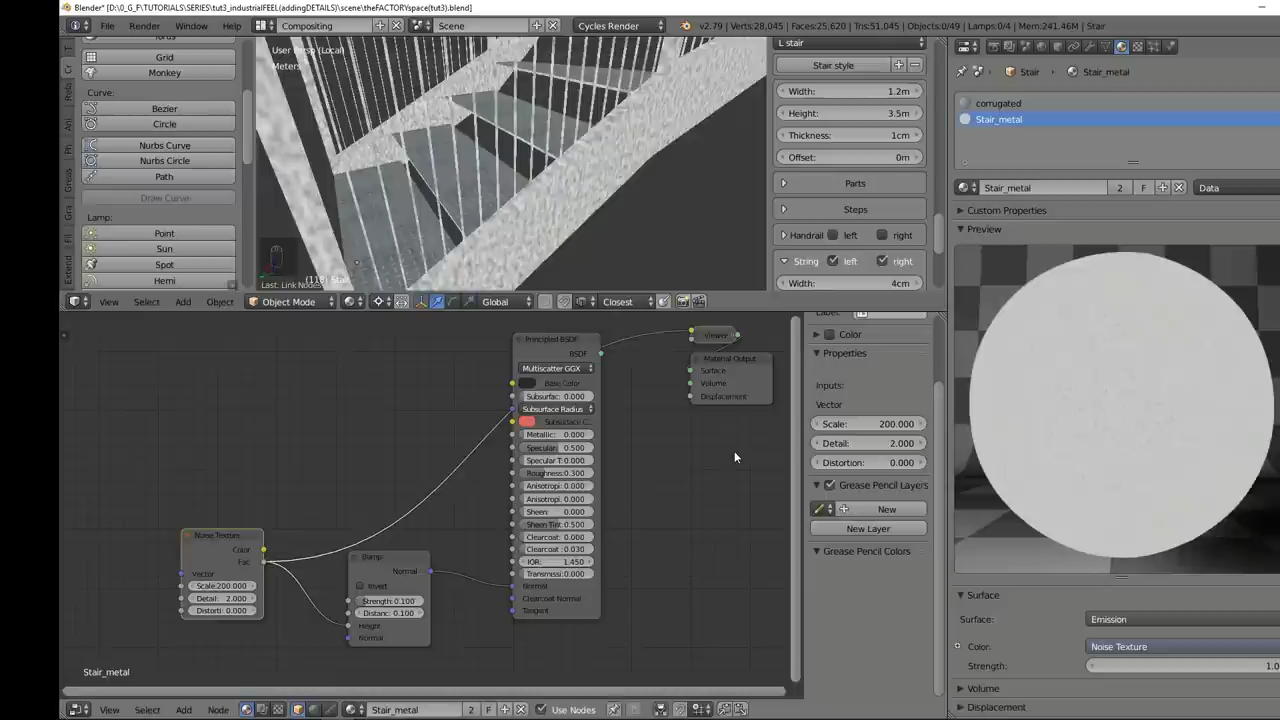 Blender* [D:\0_G_F\TUTORIALS\SERIES\tut3_industrialFEEL(addingDETAILS)\scene\theFACTORYspace(tut3).blend]
File Render Window Help Compositing Scene Cycles Render v2.79 | Verts:28,045 | Faces:25,620 | Tris:51,045 | Objects:0/49 | Lamps:0/4 | Mem:241.46M | Stair
Grid
Monkey
Curve:
Bezier
Circle
Nurbs Curve
Nurbs Circle
Path
Draw Curve
Lamp:
Point
Sun
Spot
Hemi
User Persp (Local)
Meters
Last: Link Nodes
L stair
Stair style
Width: 1.2m
Height: 3.5m
Thickness: 1cm
Offset: 0m
Parts
Steps
Handrail left right
String left right
Width: 4cm
View Select Add Object Object Mode Global Closest
Stair Stair_metal
corrugated
Stair_metal
Stair_metal 2 F Data
Custom Properties
Preview
Surface
Surface: Emission
Color: Noise Texture
Strength: 1.0
Volume
Displacement
Noise Texture
Color
Fac
Vector
Scale:200.000
Detail: 2.000
Distorti: 0.000
Bump
Normal
Invert
Strength:0.100
Distanc: 0.100
Height
Normal
Principled BSDF
BSDF
Multiscatter GGX
Base Color
Subsurfac: 0.000
Subsurface Radius
Subsurface C...
Metallic: 0.000
Specular: 0.500
Specular T:0.000
Roughness:0.300
Anisotropi: 0.000
Anisotropi: 0.000
Sheen: 0.000
Sheen Tint:0.500
Clearcoat: 0.000
Clearcoat: 0.030
IOR: 1.450
Transmissi:0.000
Normal
Clearcoat Normal
Tangent
Viewer
Material Output
Surface
Volume
Displacement
Label:
Color
Properties
Inputs:
Vector
Scale: 200.000
Detail: 2.000
Distortion: 0.000
Grease Pencil Layers
New
New Layer
Grease Pencil Colors
Stair_metal
View Select Add Node Stair_metal 2 F Use Nodes